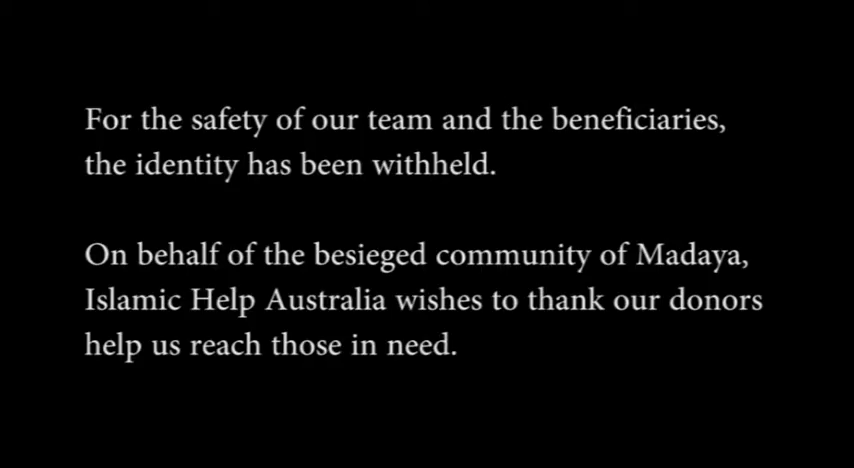 For the safety of our team and the beneficiaries,
the identity has been withheld.
On behalf of the besieged community of Madaya,
Islamic Help Australia wishes to thank our donors
help us reach those in need.